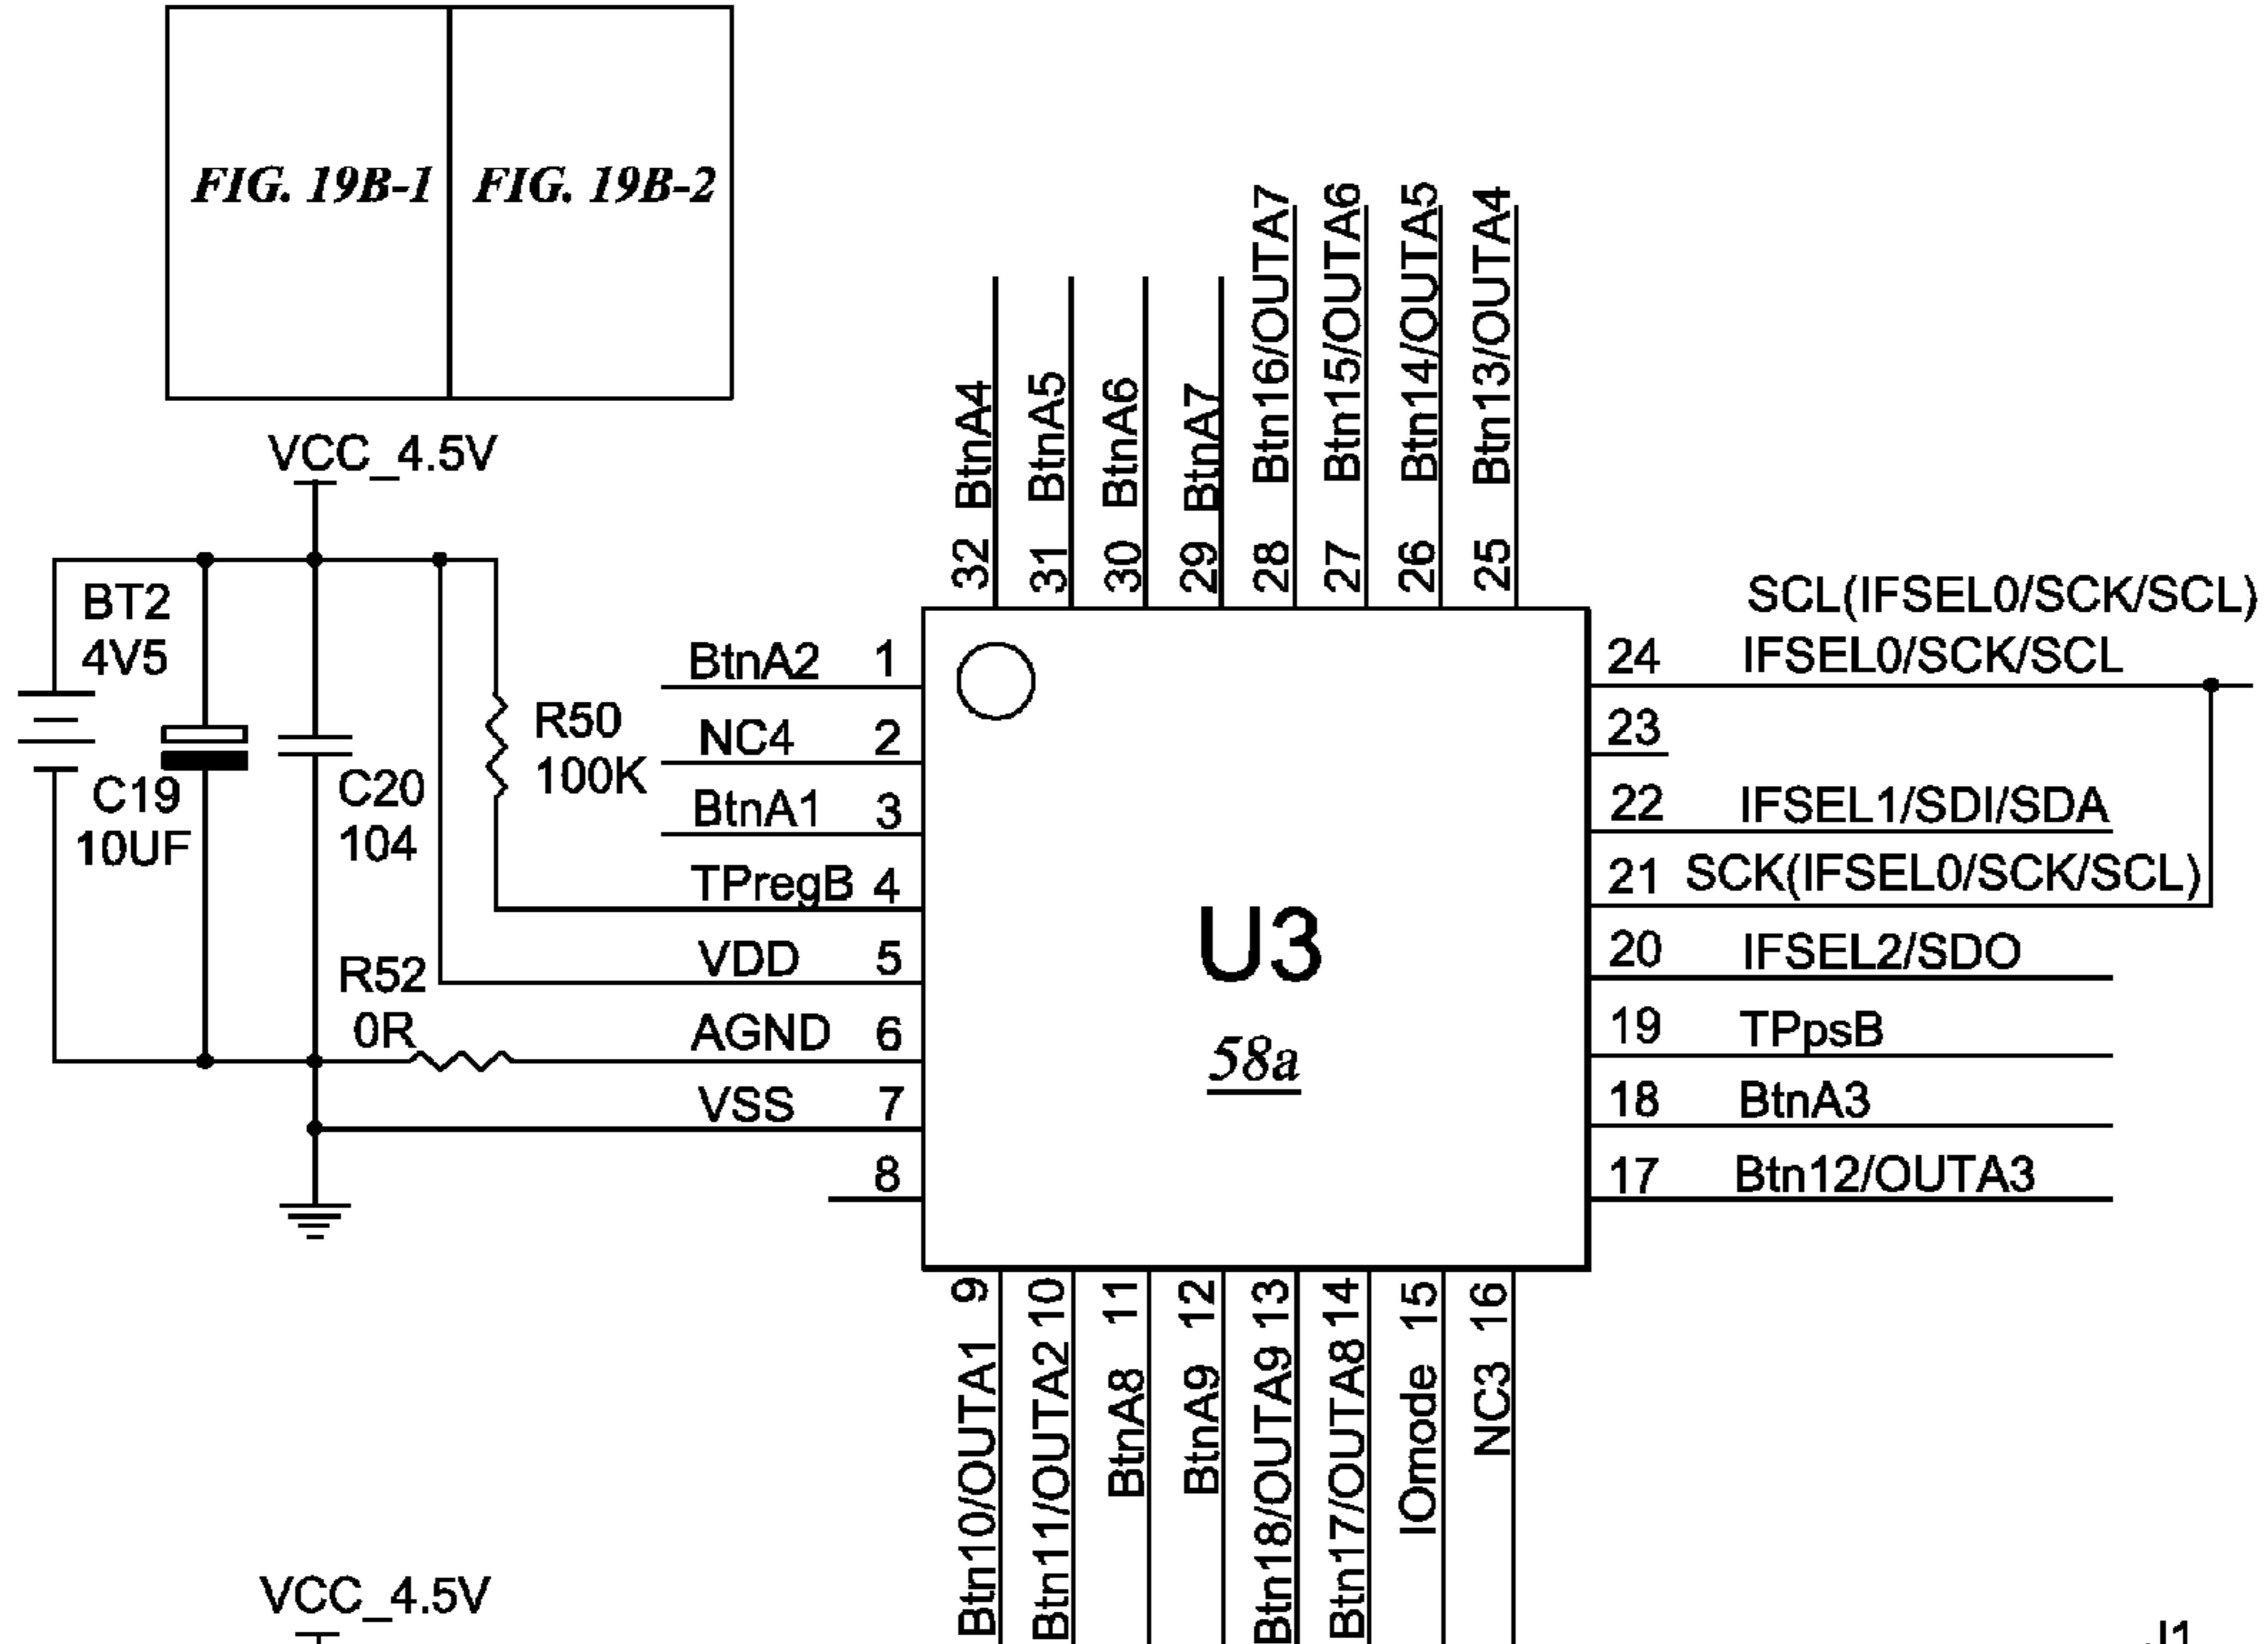 FIG. 19B-1
FIG. 19B-2
VCC_4.5V
BT2
4V5
C19
10UF
C20
104
R50
100K
R52
0R
BtnA2 1
NC4 2
BtnA1 3
TPregB 4
VDD 5
AGND 6
VSS 7
8
32 BtnA4
31 BtnA5
30 BtnA6
29 BtnA7
28 Btn16/OUTA7
27 Btn15/OUTA6
26 Btn14/OUTA5
25 Btn13/OUTA4
U3
58a
SCL(IFSEL0/SCK/SCL)
24 IFSEL0/SCK/SCL
23
22 IFSEL1/SDI/SDA
21 SCK(IFSEL0/SCK/SCL)
20 IFSEL2/SDO
19 TPpsB
18 BtnA3
17 Btn12/OUTA3
Btn10/OUTA1 9
Btn11/OUTA2 10
BtnA8 11
BtnA9 12
Btn18/OUTA9 13
Btn17/OUTA8 14
IOmode 15
NC3 16
VCC_4.5V
J1